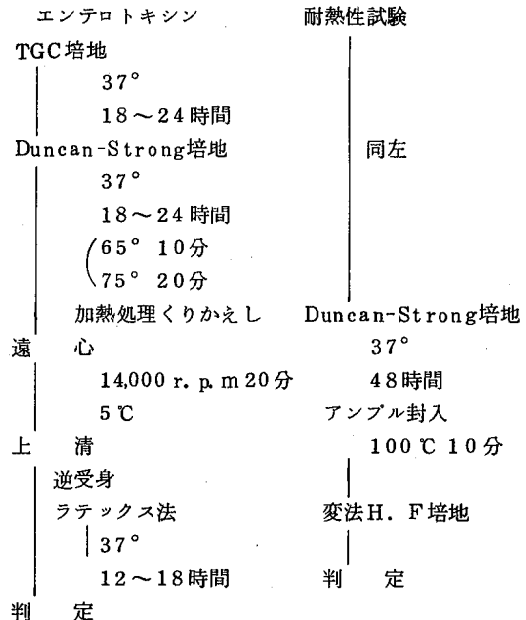 エンテロトキシン
TGC培地
37°
18～24時間
Duncan-Strong培地
37°
18～24時間
65° 10分
75° 20分
加熱処理くりかえし
遠 心
14,000 r. p. m 20分
5℃
上 清
逆受身
ラテックス法
37°
12～18時間
判 定
耐熱性試験
同左
Duncan-Strong培地
37°
48時間
アンプル封入
100℃ 10分
変法H. F培地
判 定